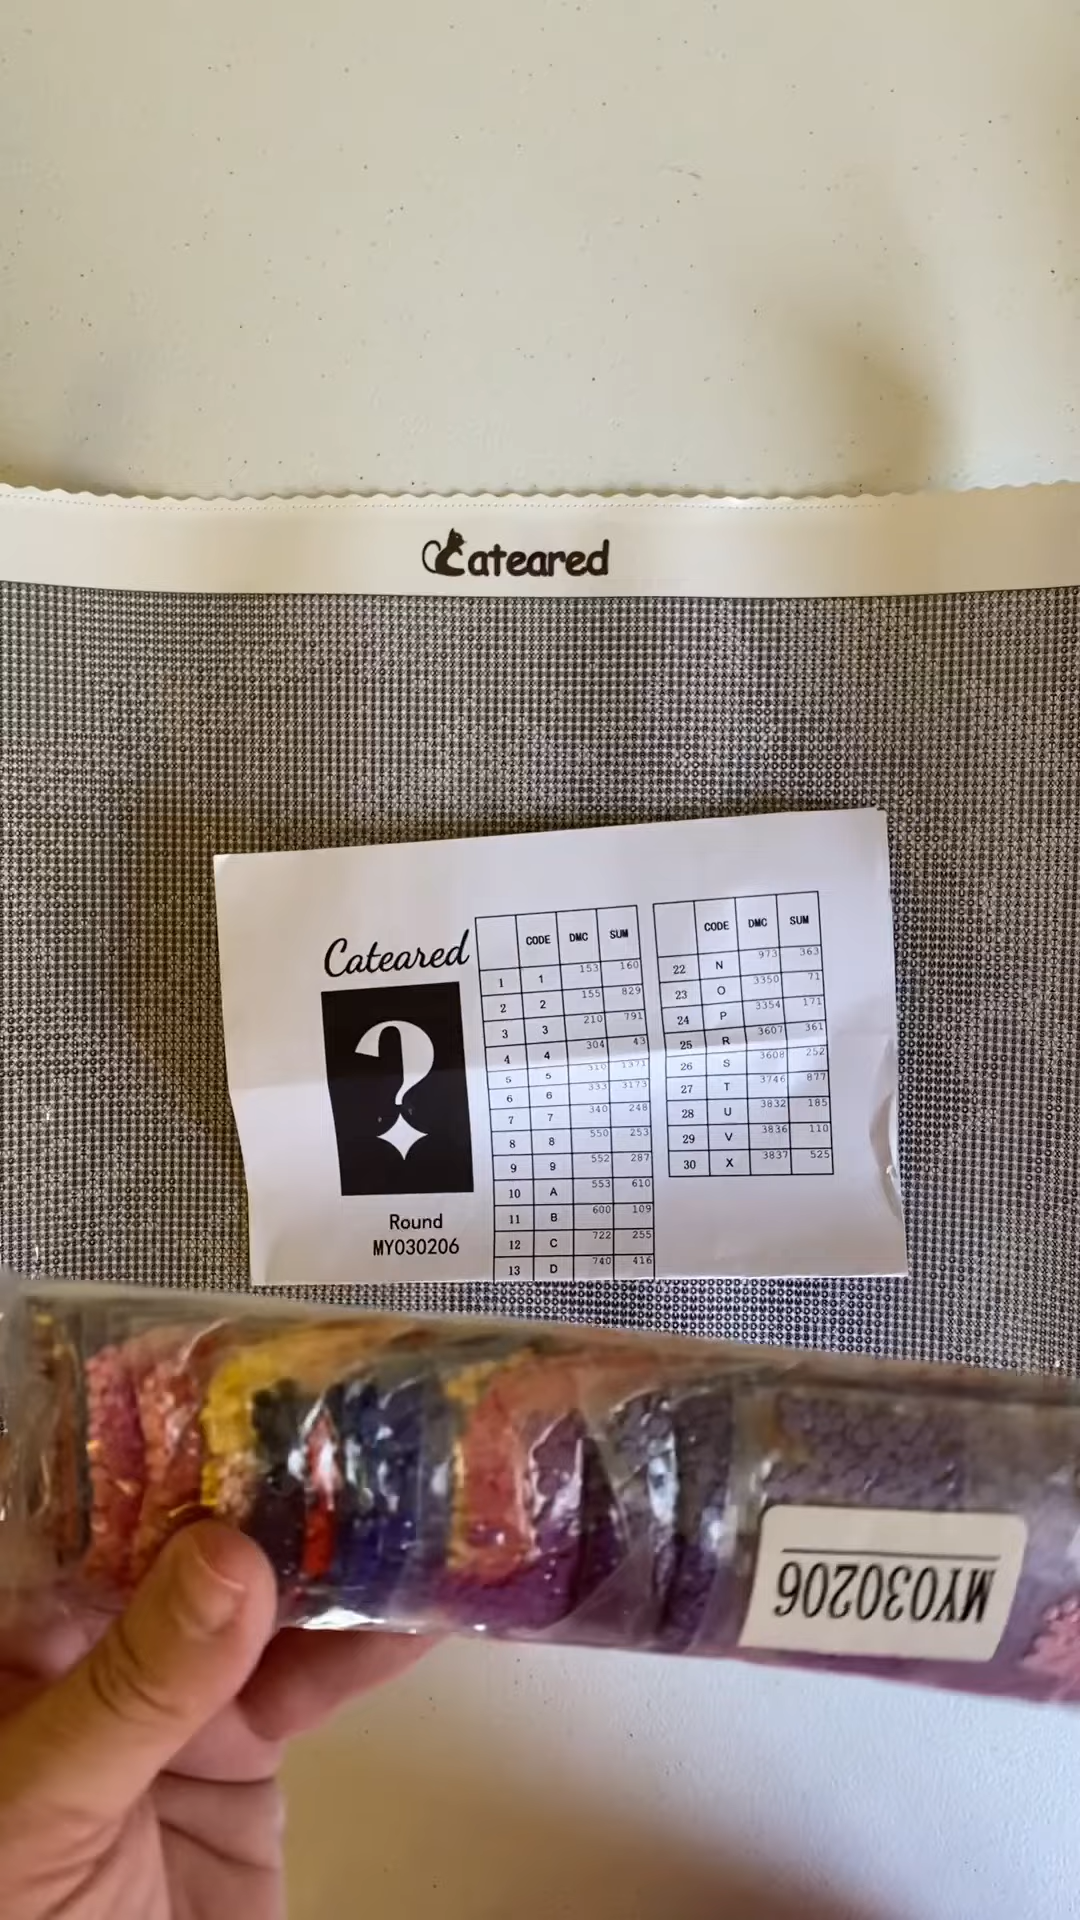 Cateared
Cateared
?
Round
MY030206
CODE DMC SUM
1 1 153 160
2 2 155 829
3 3 210 791
4 4 304 43
5 5 310 1371
6 6 333 3173
7 7 340 248
8 8 550 253
9 9 552 287
10 A 553 610
11 B 600 109
12 C 722 255
13 D 740 416
CODE DMC SUM
22 N 973 363
23 O 3350 71
24 P 3354 171
25 R 3607 361
26 S 3608 252
27 T 3746 877
28 U 3832 185
29 V 3836 110
30 X 3837 525
MY030206